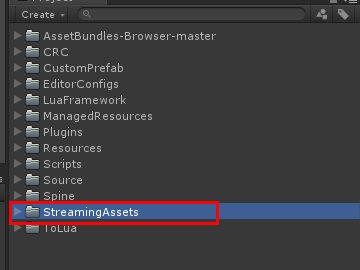 Create
AssetBundles-Browser-master
CRC
CustomPrefab
EditorConfigs
LuaFramework
ManagedResources
Plugins
Resources
Scripts
Source
Spine
StreamingAssets
ToLua